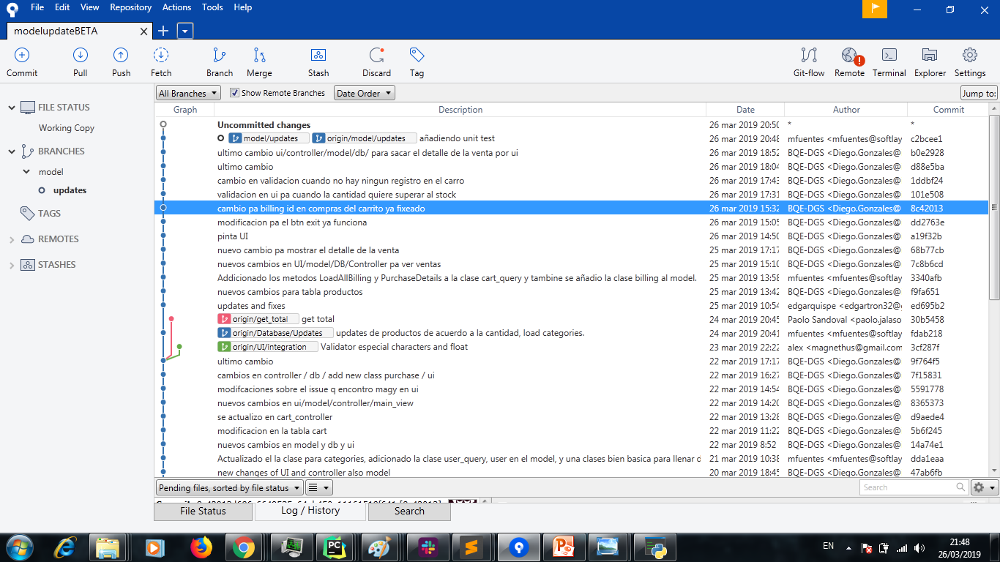 File Edit View Repository Actions Tools Help
modelupdateBETA
Commit Pull Push Fetch Branch Merge Stash Discard Tag Git-flow Remote Terminal Explorer Settings
All Branches Show Remote Branches Date Order Jump to:
FILE STATUS
Working Copy
BRANCHES
model
updates
TAGS
REMOTES
STASHES
Graph Description Date Author Commit
Uncommitted changes 26 mar 2019 20:50 * *
model/updates origin/model/updates añadiendo unit test 26 mar 2019 20:48 mfuentes <mfuentes@softlay c2bcee1
ultimo cambio ui/controller/model/db/ para sacar el detalle de la venta por ui 26 mar 2019 18:52 BQE-DGS <Diego.Gonzales@ b0e2928
ultimo cambio 26 mar 2019 18:04 BQE-DGS <Diego.Gonzales@ d88e5ba
cambio en validacion cuando no hay ningun registro en el carro 26 mar 2019 17:43 BQE-DGS <Diego.Gonzales@ 1ddbf24
validacion en ui pa cuando la cantidad quiere superar al stock 26 mar 2019 17:31 BQE-DGS <Diego.Gonzales@ 101e508
cambio pa billing id en compras del carrito ya fixeado 26 mar 2019 15:32 BQE-DGS <Diego.Gonzales@ 8c42013
modificacion pa el btn exit ya funciona 26 mar 2019 15:05 BQE-DGS <Diego.Gonzales@ dd2763e
pinta UI 26 mar 2019 14:50 BQE-DGS <Diego.Gonzales@ a19f32b
nuevo cambio pa mostrar el detalle de la venta 25 mar 2019 17:17 BQE-DGS <Diego.Gonzales@ 68b77cb
nuevos cambios en UI/model/DB/Controller pa ver ventas 25 mar 2019 15:10 BQE-DGS <Diego.Gonzales@ 7c8b6cd
Addicionado los metodos LoadAllBilling y PurchaseDetails a la clase cart_query y tambine se añadio la clase billing al model. 25 mar 2019 13:58 mfuentes <mfuentes@softlay 3340afb
nuevos cambios para tabla productos 25 mar 2019 13:42 BQE-DGS <Diego.Gonzales@ f9fa651
updates and fixes 25 mar 2019 10:54 edgarquispe <edgartron32@g ed695b2
origin/get_total get total 24 mar 2019 20:45 Paolo Sandoval <paolo.jalaso 30b5458
origin/Database/Updates updates de productos de acuerdo a la cantidad, load categories. 24 mar 2019 20:41 mfuentes <mfuentes@softlay fdab218
origin/UI/integration Validator especial characters and float 23 mar 2019 22:22 alex <magnethus@gmail.com 3cf287f
ultimo cambio 22 mar 2019 17:17 BQE-DGS <Diego.Gonzales@ 9f764f5
cambios en controller / db / add new class purchase / ui 22 mar 2019 16:27 BQE-DGS <Diego.Gonzales@ 7f15831
modifcaciones sobre el issue q encontro magy en ui 22 mar 2019 14:54 BQE-DGS <Diego.Gonzales@ 5591778
nuevos cambios en ui/model/controller/main_view 22 mar 2019 14:20 BQE-DGS <Diego.Gonzales@ 8365373
se actualizo en cart_controller 22 mar 2019 13:28 BQE-DGS <Diego.Gonzales@ d9aede4
modificacion en la tabla cart 22 mar 2019 11:22 BQE-DGS <Diego.Gonzales@ 5b6f245
nuevos cambios en model y db y ui 22 mar 2019 8:52 BQE-DGS <Diego.Gonzales@ 14a74e1
Actualizado el la clase para categories, adicionado la clase user_query, user en el model, y una clases bien basica para llenar d 21 mar 2019 10:38 mfuentes <mfuentes@softlay dda1eaa
new changes of UI and controller also model 20 mar 2019 18:45 BQE-DGS <Diego.Gonzales@ 47ab6fb
Pending files, sorted by file status Search
File Status Log / History Search
EN 21:48
26/03/2019